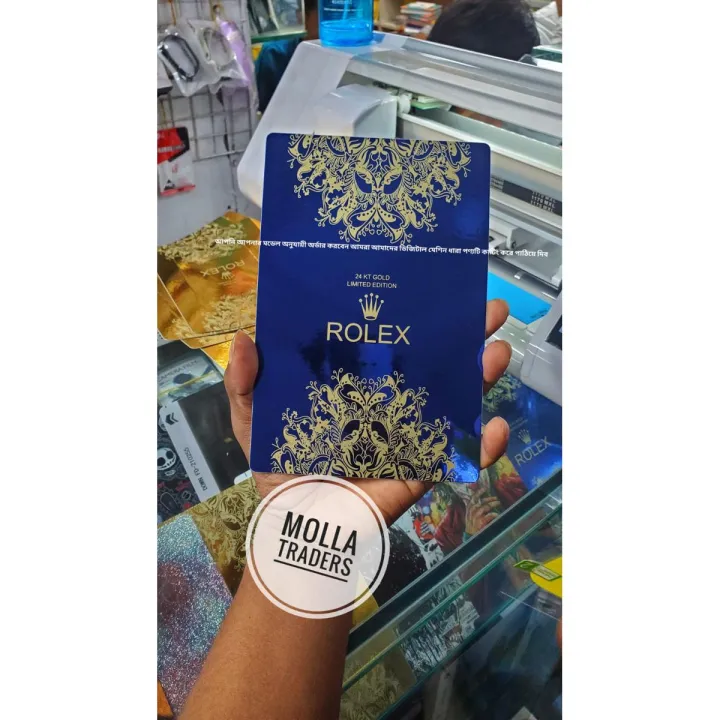 আপনি আপনার মডেল অনুযায়ী অর্ডার করবেন আমরা আমাদের ডিজিটাল মেশিন দ্বারা পণ্যটি কাটিং করে পাঠিয়ে দিব
24 KT GOLD
LIMITED EDITION
ROLEX
ROLEX
ROLEX
MOLLA
TRADERS